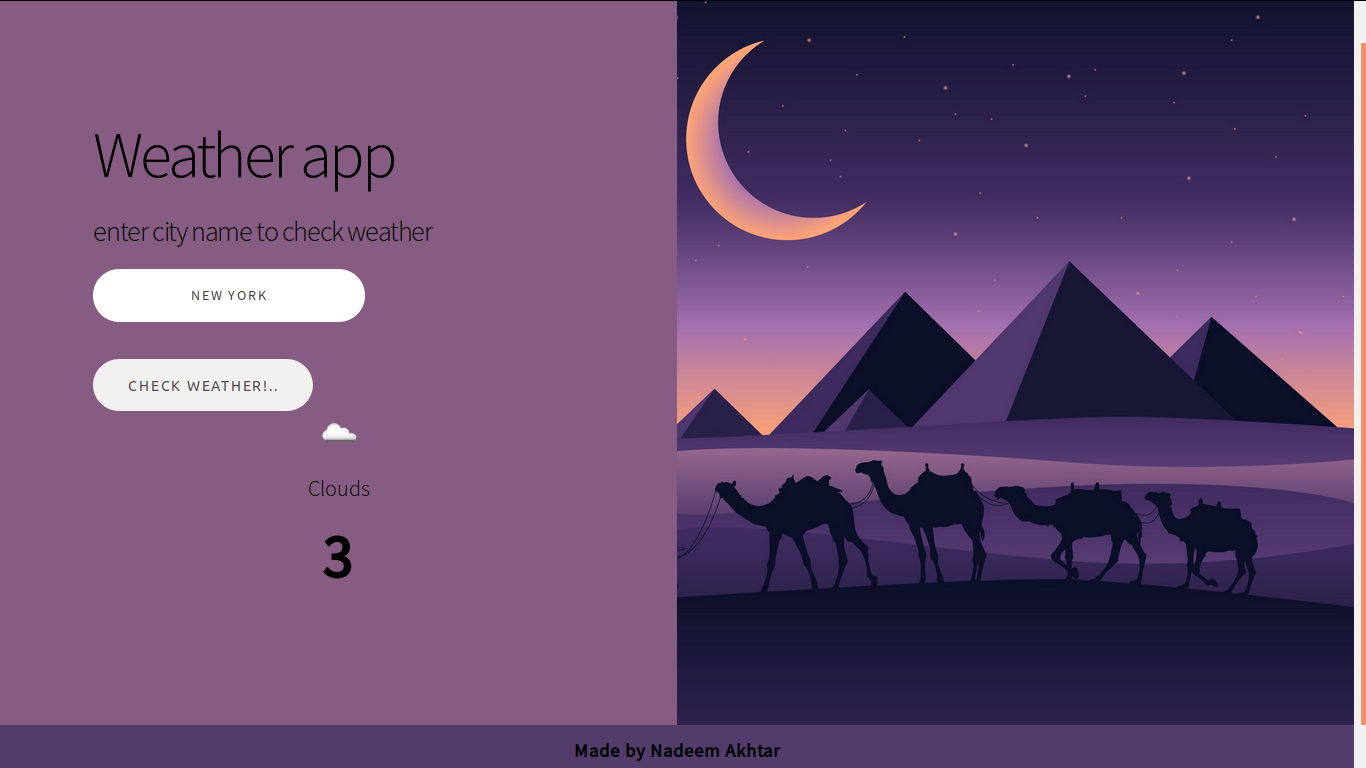 Weather app
enter city name to check weather
NEW YORK
CHECK WEATHER!..
Clouds
3
Made by Nadeem Akhtar